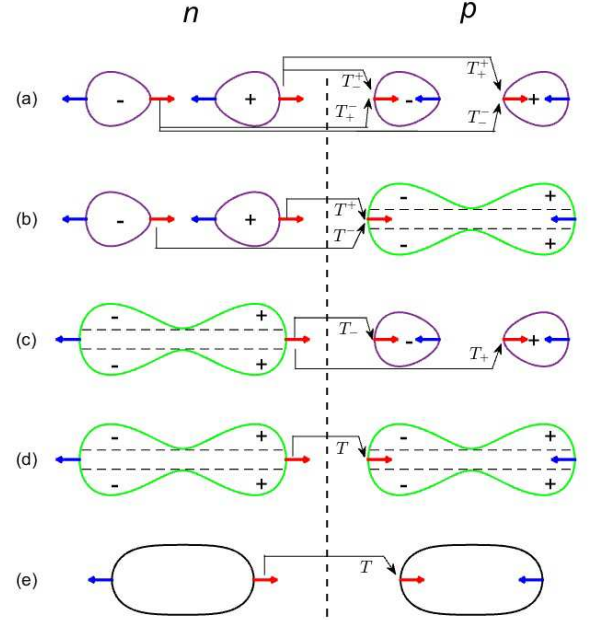 n p
(a) - + T_-^+ T_+^- - T_+^+ T_-^- +
(b) - + T^+ T^- - + - +
(c) - + - + T_- - T_+ +
(d) - + - + T - + - +
(e) T